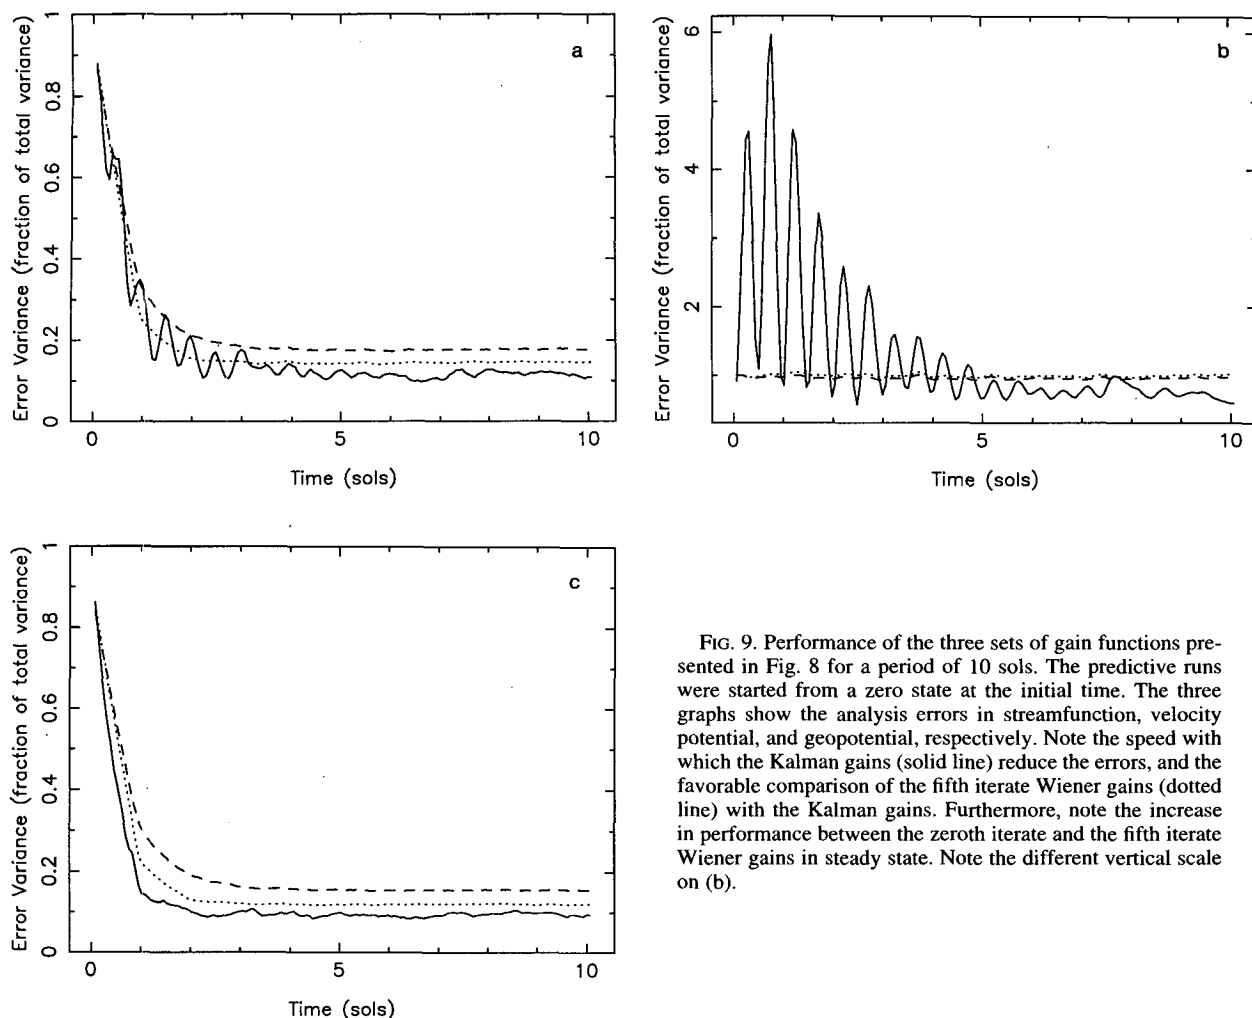 a
Error Variance (fraction of total variance)
1
0.8
0.6
0.4
0.2
0
0
5
10
Time (sols)
b
Error Variance (fraction of total variance)
6
4
2
0
5
10
Time (sols)
c
Error Variance (fraction of total variance)
1
0.8
0.6
0.4
0.2
0
0
5
10
Time (sols)
FIG. 9. Performance of the three sets of gain functions pre-
sented in Fig. 8 for a period of 10 sols. The predictive runs
were started from a zero state at the initial time. The three
graphs show the analysis errors in streamfunction, velocity
potential, and geopotential, respectively. Note the speed with
which the Kalman gains (solid line) reduce the errors, and the
favorable comparison of the fifth iterate Wiener gains (dotted
line) with the Kalman gains. Furthermore, note the increase
in performance between the zeroth iterate and the fifth iterate
Wiener gains in steady state. Note the different vertical scale
on (b).